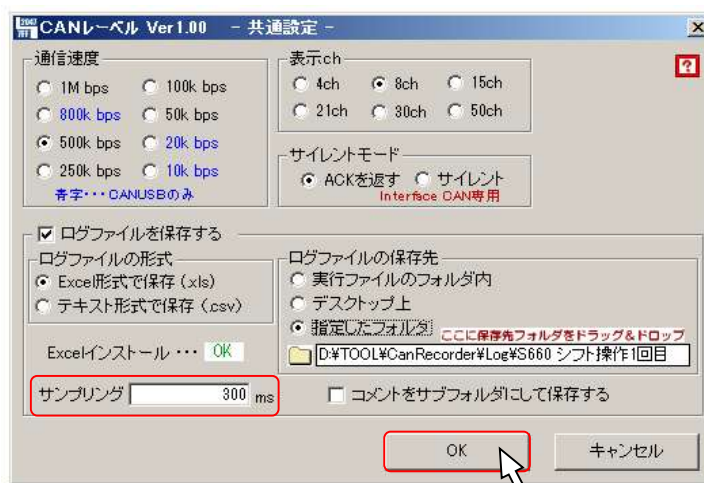 CANレーベル Ver1.00 - 共通設定 -
通信速度
1M bps
100k bps
800k bps
50k bps
500k bps
20k bps
250k bps
10k bps
青字・・・CANUSBのみ
表示ch
4ch
8ch
15ch
21ch
30ch
50ch
?
サイレントモード
ACKを返す
サイレント
Interface CAN専用
ログファイルを保存する
ログファイルの形式
Excel形式で保存(.xls)
テキスト形式で保存(.csv)
Excelインストール・・・ OK
サンプリング 300 ms
ログファイルの保存先
実行ファイルのフォルダ内
デスクトップ上
指定したフォルダ
ここに保存先フォルダをドラッグ&ドロップ
D:¥TOOL¥CanRecorder¥Log¥S660 シフト操作1回目
コメントをサブフォルダにして保存する
OK
キャンセル